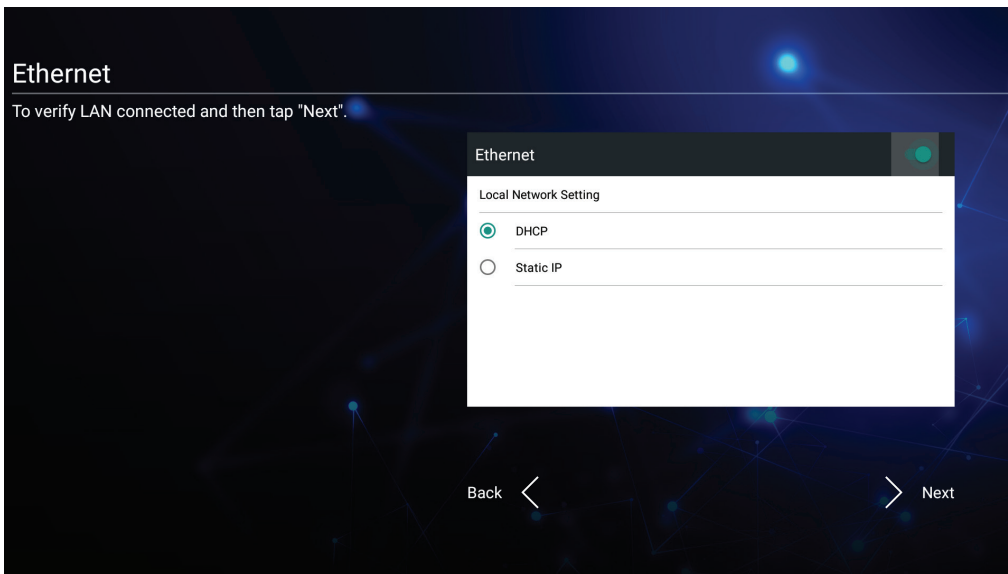 Ethernet
To verify LAN connected and then tap "Next".
Ethernet
Local Network Setting
DHCP
Static IP
Back
Next